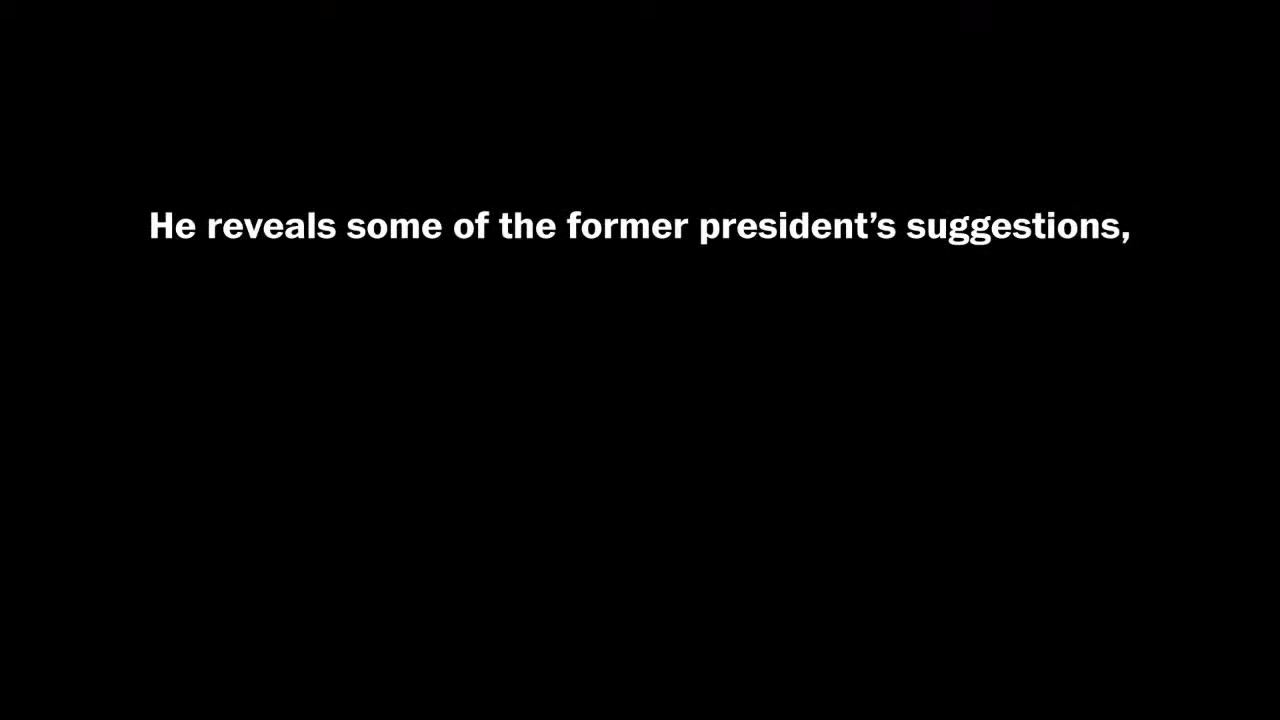 He reveals some of the former president’s suggestions,